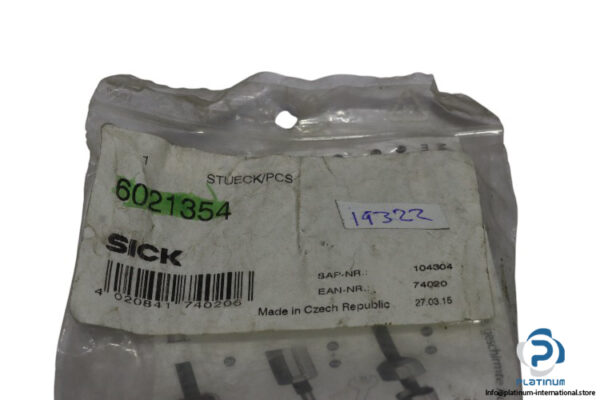 1 STUECK/PCS
6021354
19322
SICK
SAP-NR.: 104304
EAN-NR.: 74020
4 020841 740206
Made in Czech Republic 27.03.15
PLATINUM
platinum-international.store